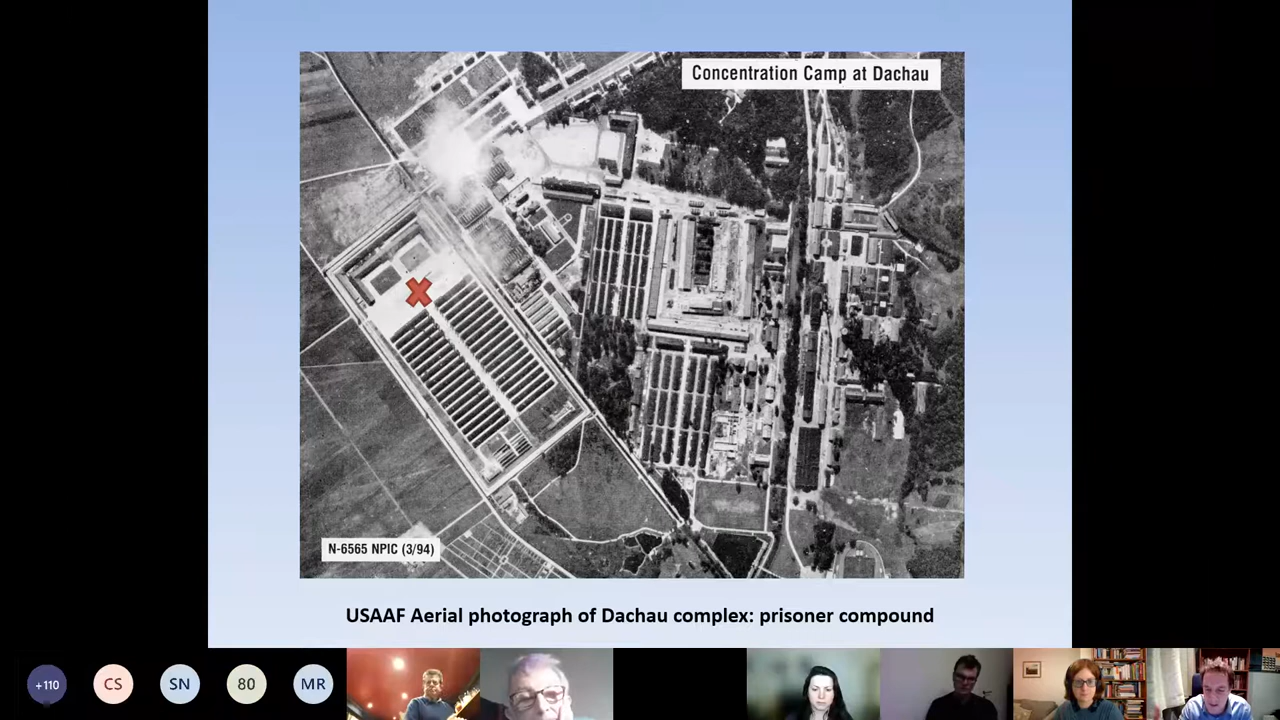 Concentration Camp at Dachau
N-6565 NPIC (3/94)
USAAF Aerial photograph of Dachau complex: prisoner compound
+110
CS
SN
80
MR